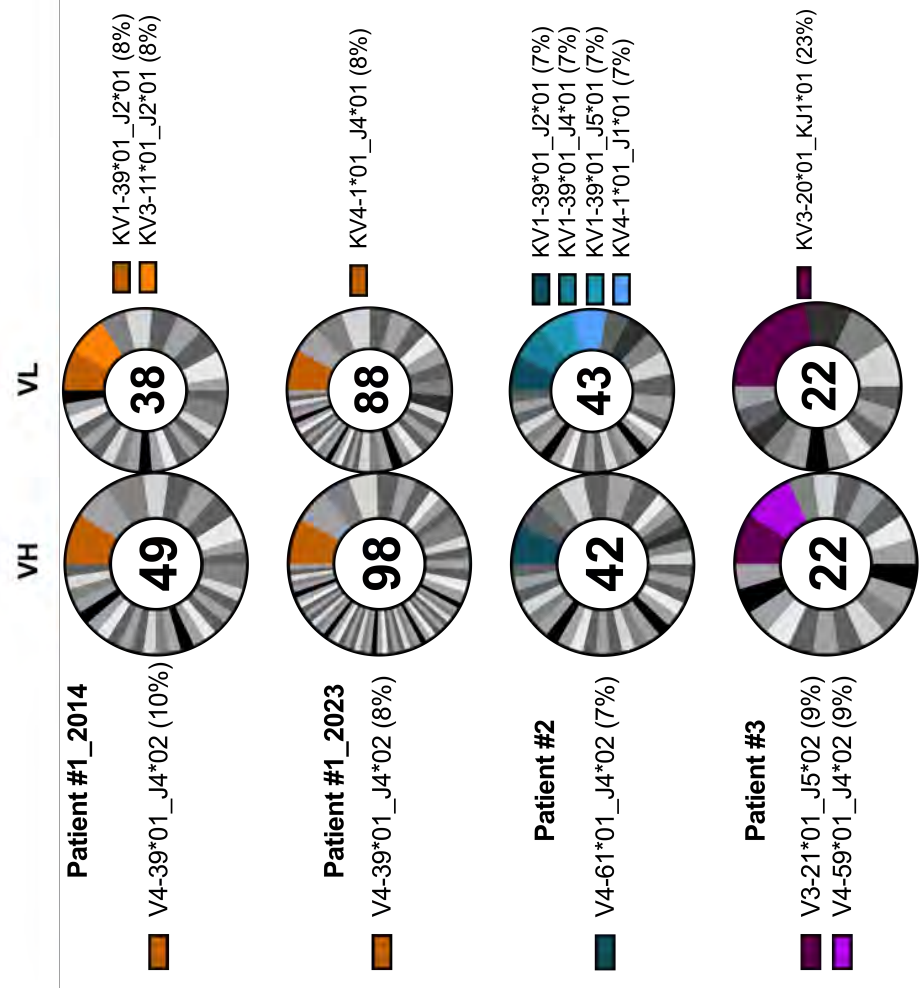 VH
VL
Patient #1_2014
V4-39*01_J4*02 (10%)
49
38
KV1-39*01_J2*01 (8%)
KV3-11*01_J2*01 (8%)
Patient #1_2023
V4-39*01_J4*02 (8%)
98
88
KV4-1*01_J4*01 (8%)
Patient #2
V4-61*01_J4*02 (7%)
42
43
KV1-39*01_J2*01 (7%)
KV1-39*01_J4*01 (7%)
KV1-39*01_J5*01 (7%)
KV4-1*01_J1*01 (7%)
Patient #3
V3-21*01_J5*02 (9%)
V4-59*01_J4*02 (9%)
22
22
KV3-20*01_KJ1*01 (23%)